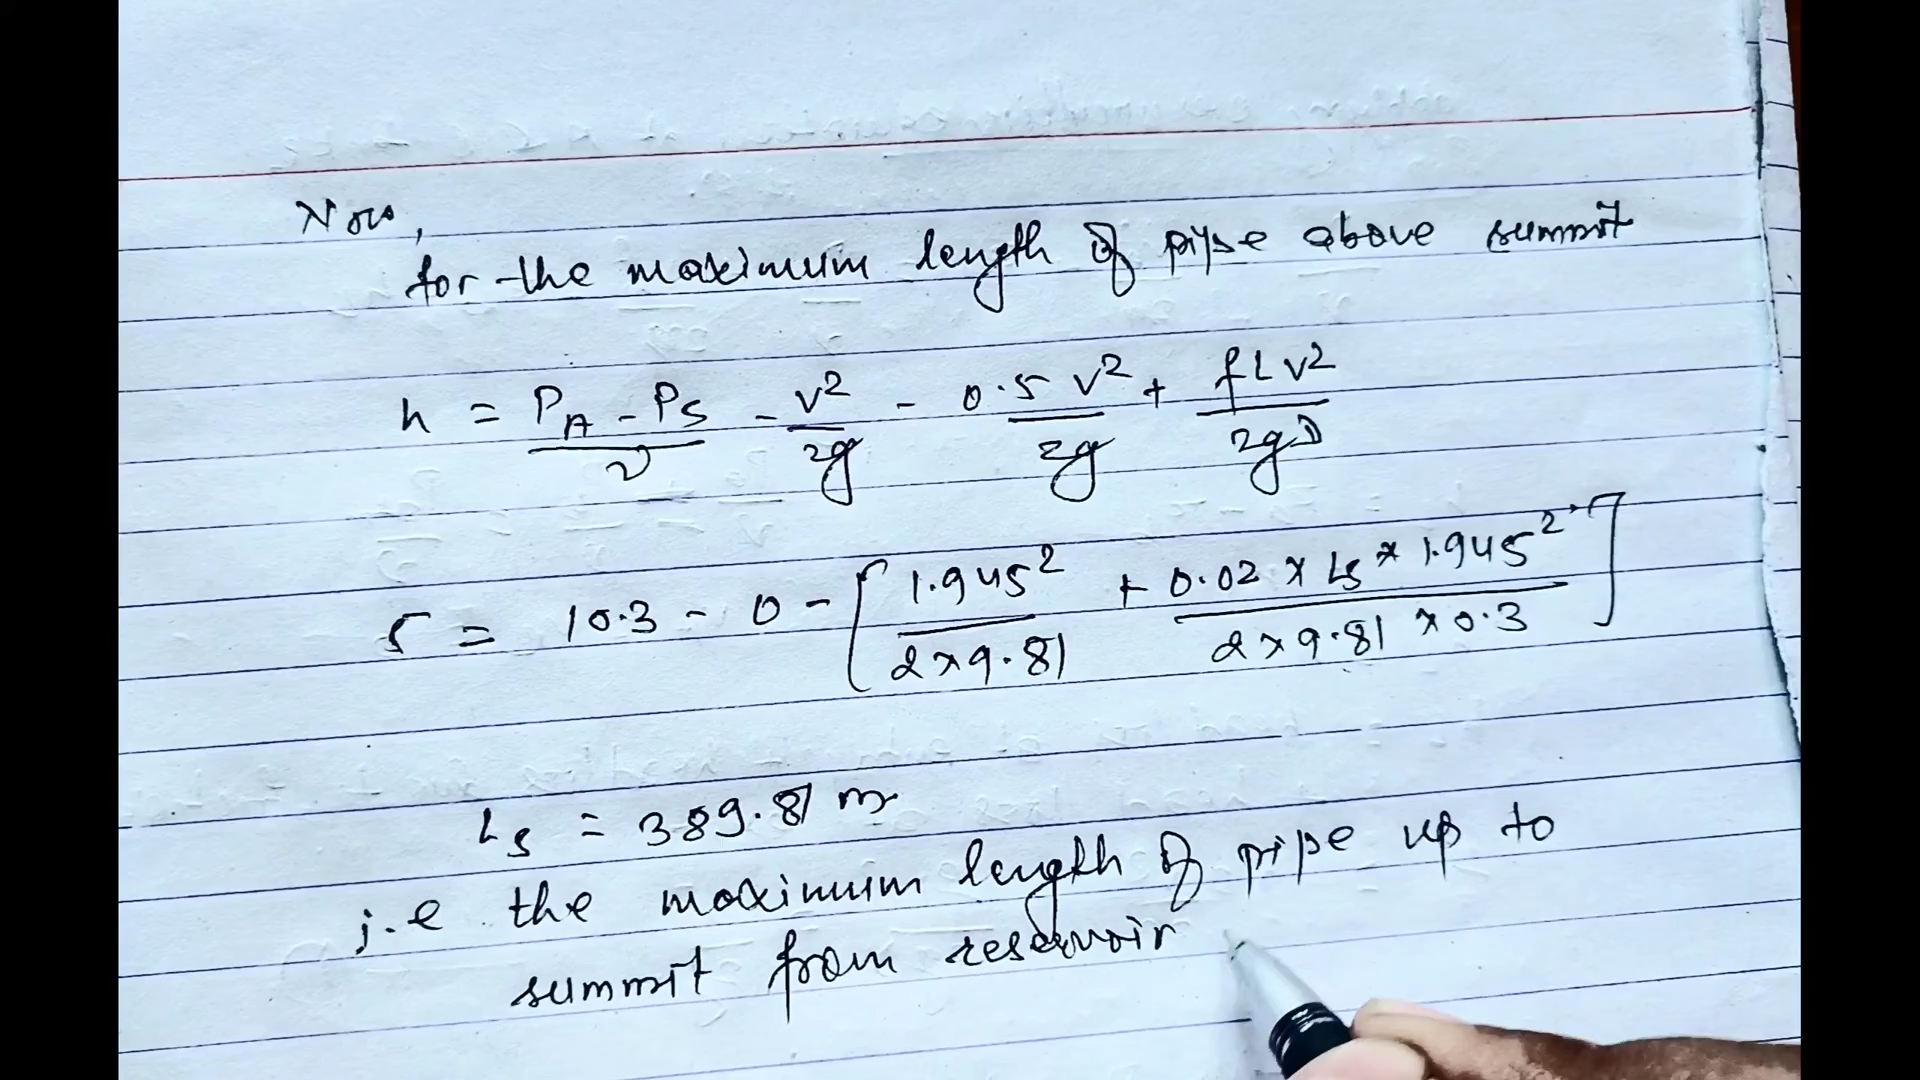 Now,
for the maximum length of pipe above summit
h = (P_A - P_S)/γ - v²/2g - 0.5 v²/2g + fLv²/2gD
5 = 10.3 - 0 - [1.945²/(2×9.81) + (0.02 × Ls × 1.945²)/(2×9.81×0.3)]
Ls = 389.81 m
i.e the maximum length of pipe up to
summit from reservoir